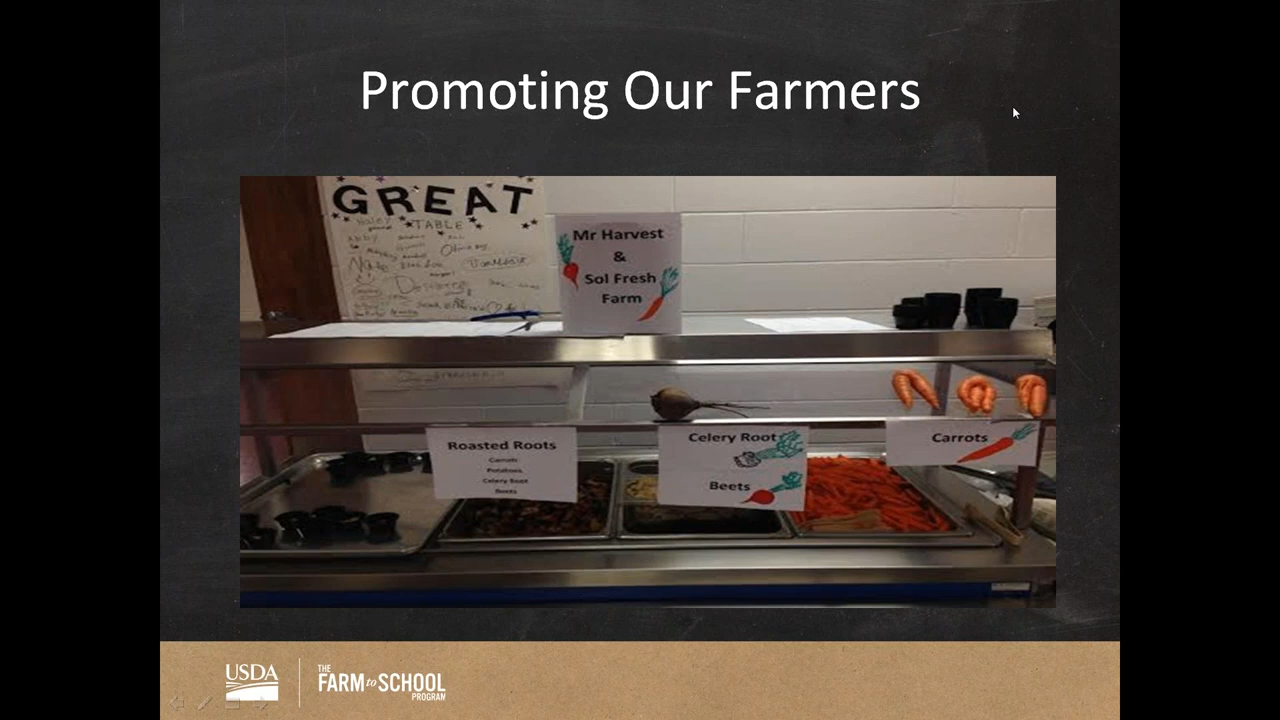 Promoting Our Farmers
GREAT
TABLE
Mr Harvest
&
Sol Fresh
Farm
Roasted Roots
Carrots
Potatoes
Celery Root
Beets
Celery Root
Beets
Carrots
USDA
THE
FARM to SCHOOL
PROGRAM